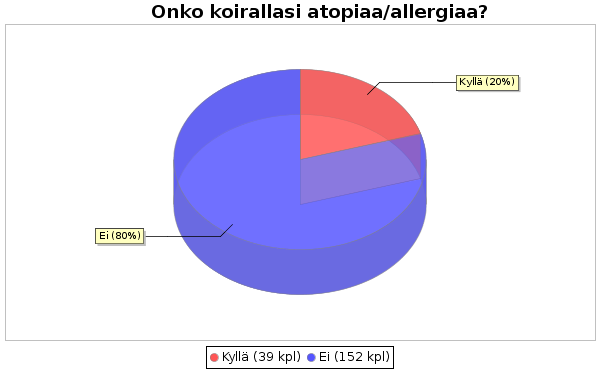 Onko koirallasi atopiaa/allergiaa?
Kyllä (20%)
Ei (80%)
Kyllä (39 kpl) Ei (152 kpl)